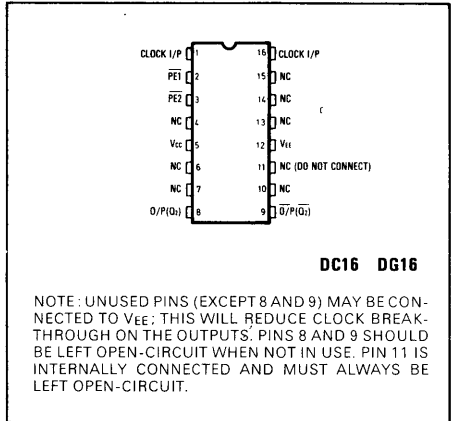 CLOCK I/P 1 16 CLOCK I/P
PE1 2 15 NC
PE2 3 14 NC
NC 4 13 NC
Vcc 5 12 VEE
NC 6 11 NC (DO NOT CONNECT)
NC 7 10 NC
O/P(Q2) 8 9 O/P(Q2)
DC16 DG16
NOTE: UNUSED PINS (EXCEPT 8 AND 9) MAY BE CON-
NECTED TO VEE; THIS WILL REDUCE CLOCK BREAK-
THROUGH ON THE OUTPUTS. PINS 8 AND 9 SHOULD
BE LEFT OPEN-CIRCUIT WHEN NOT IN USE. PIN 11 IS
INTERNALLY CONNECTED AND MUST ALWAYS BE
LEFT OPEN-CIRCUIT.